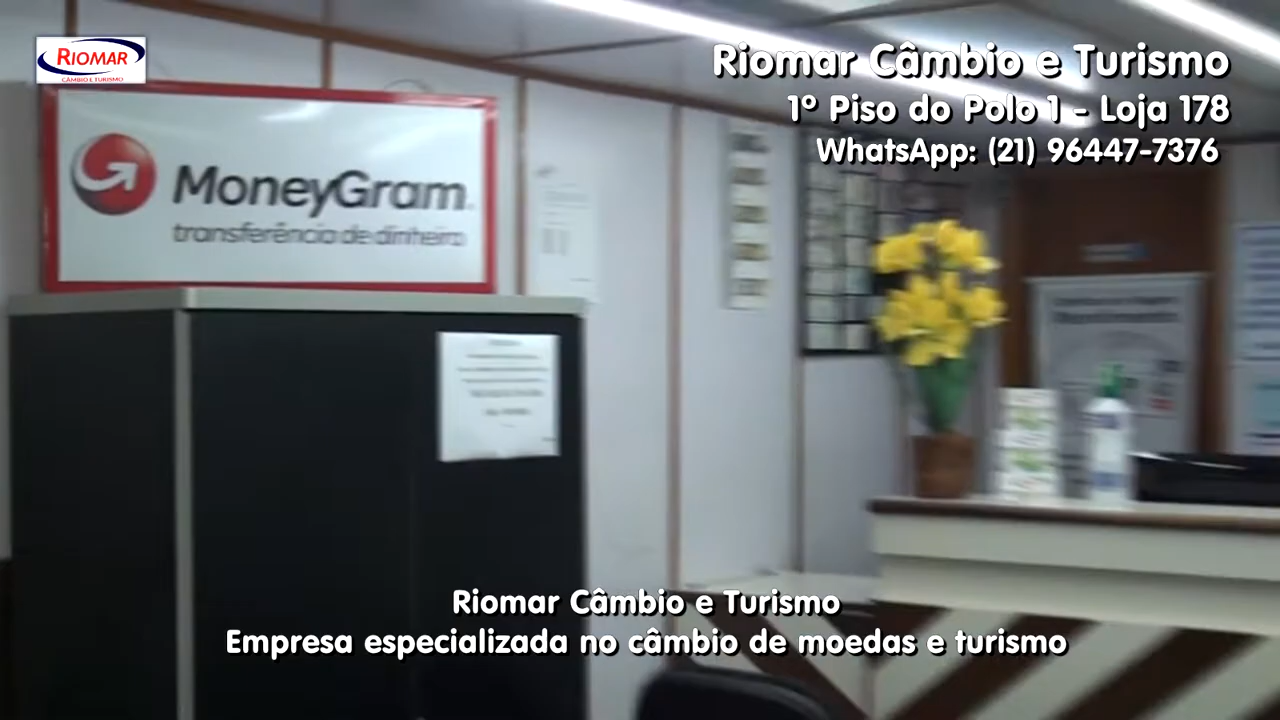 RIOMAR
CÂMBIO E TURISMO
Riomar Câmbio e Turismo
1º Piso do Polo 1 - Loja 178
WhatsApp: (21) 96447-7376
MoneyGram
transferência de dinheiro
Riomar Câmbio e Turismo
Empresa especializada no câmbio de moedas e turismo